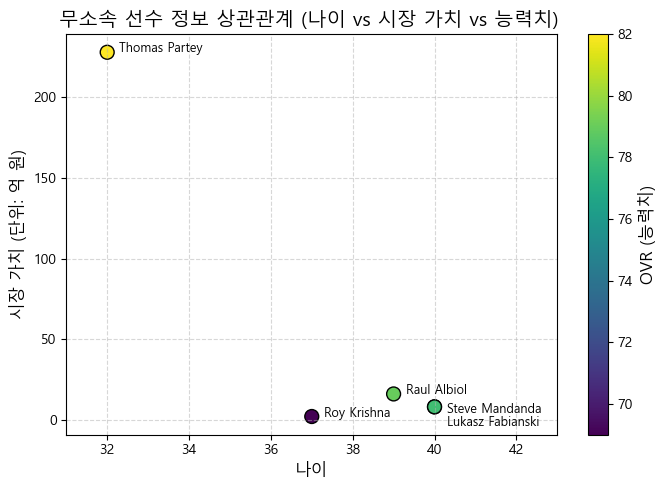 무소속 선수 정보 상관관계 (나이 vs 시장 가치 vs 능력치)
시장 가치 (단위: 억 원)
200
150
100
50
0
Thomas Partey
Roy Krishna
Raul Albiol
Steve Mandanda
Lukasz Fabianski
32
34
36
38
40
42
나이
82
80
78
76
74
72
70
OVR (능력치)